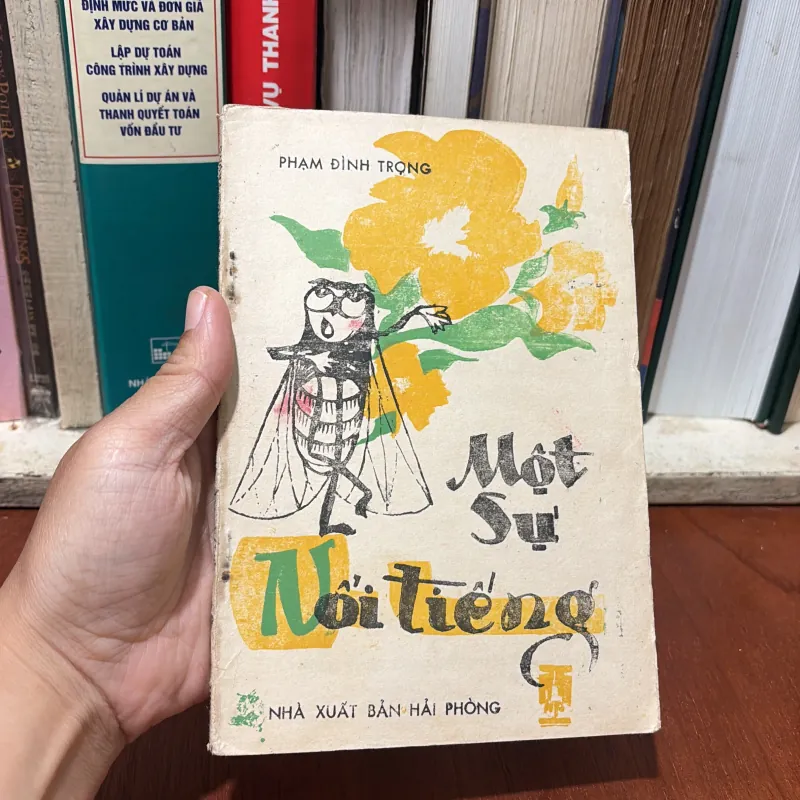 ĐỊNH MỨC VÀ ĐƠN GIÁ
XÂY DỰNG CƠ BẢN
LẬP DỰ TOÁN
CÔNG TRÌNH XÂY DỰNG
QUẢN LÍ DỰ ÁN VÀ
THANH QUYẾT TOÁN
VỐN ĐẦU TƯ
VỤ THANH
PHẠM ĐÌNH TRỌNG
Một
Sự
Nổi tiếng
NHÀ XUẤT BẢN HẢI PHÒNG